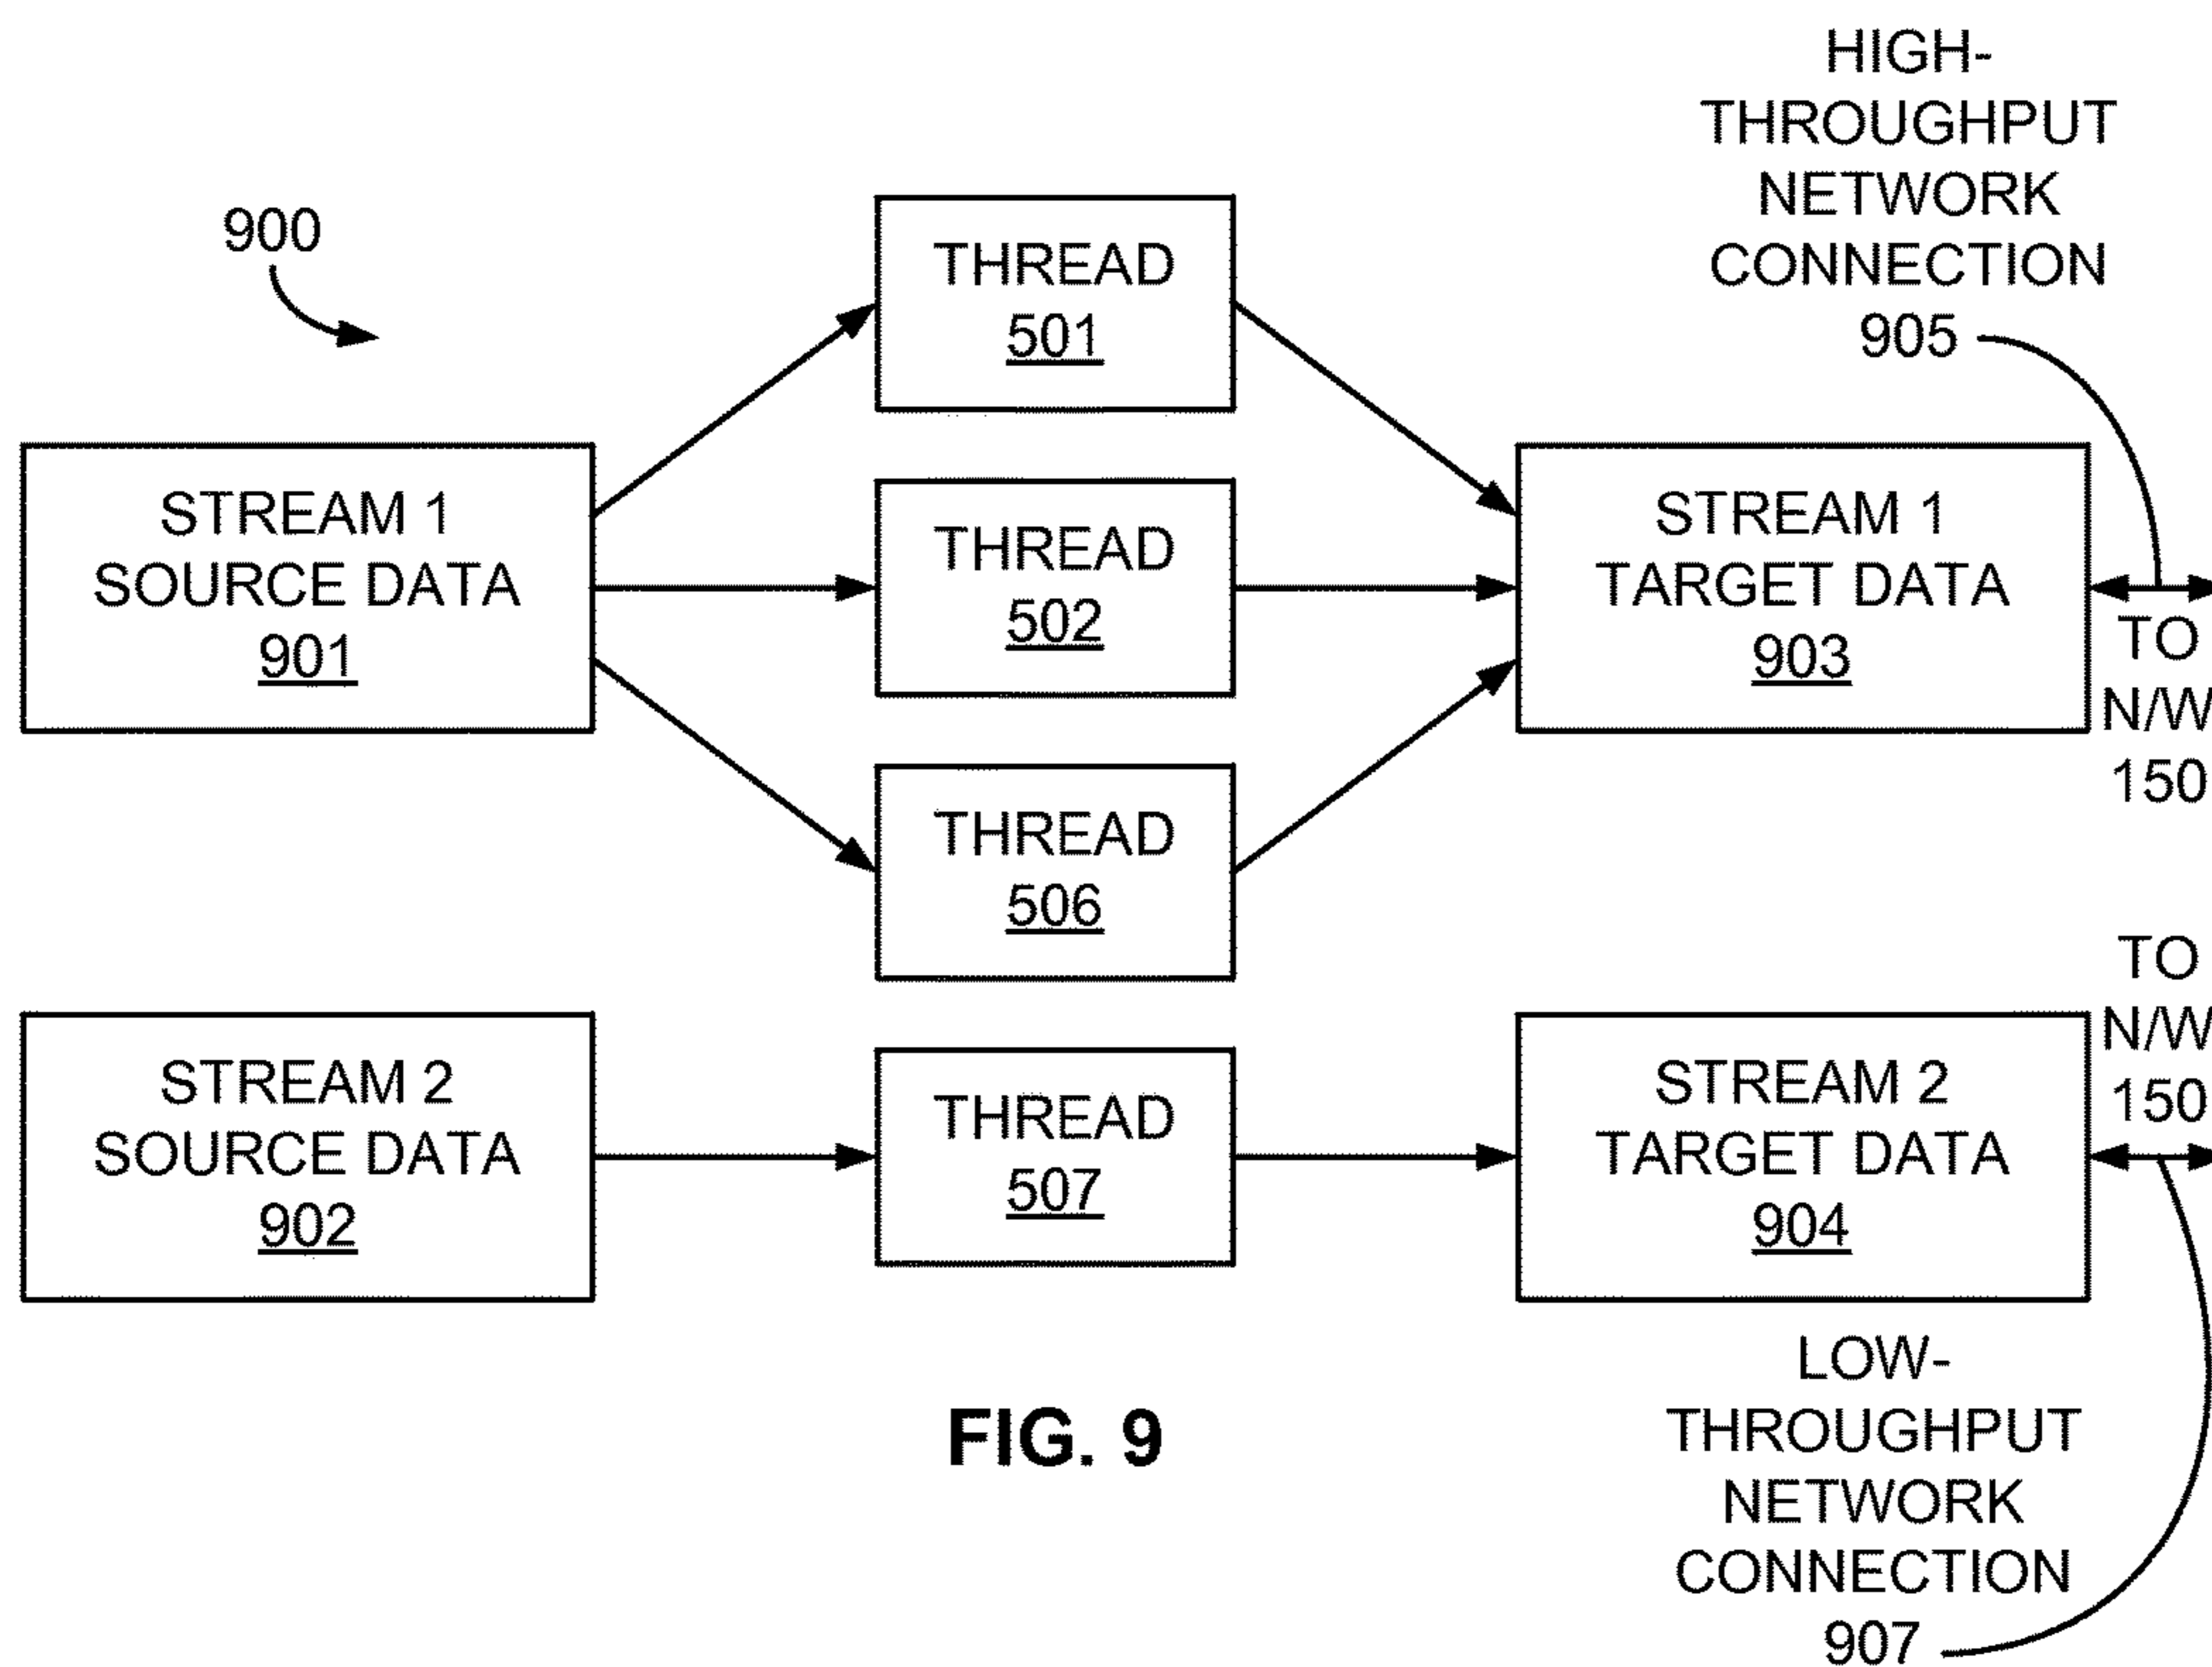 HIGH-
THROUGHPUT
NETWORK
CONNECTION
905
900
THREAD
501
STREAM 1
SOURCE DATA
901
THREAD
502
STREAM 1
TARGET DATA
903
TO
N/W
150
THREAD
506
STREAM 2
SOURCE DATA
902
THREAD
507
STREAM 2
TARGET DATA
904
TO
N/W
150
LOW-
THROUGHPUT
NETWORK
CONNECTION
907
FIG. 9